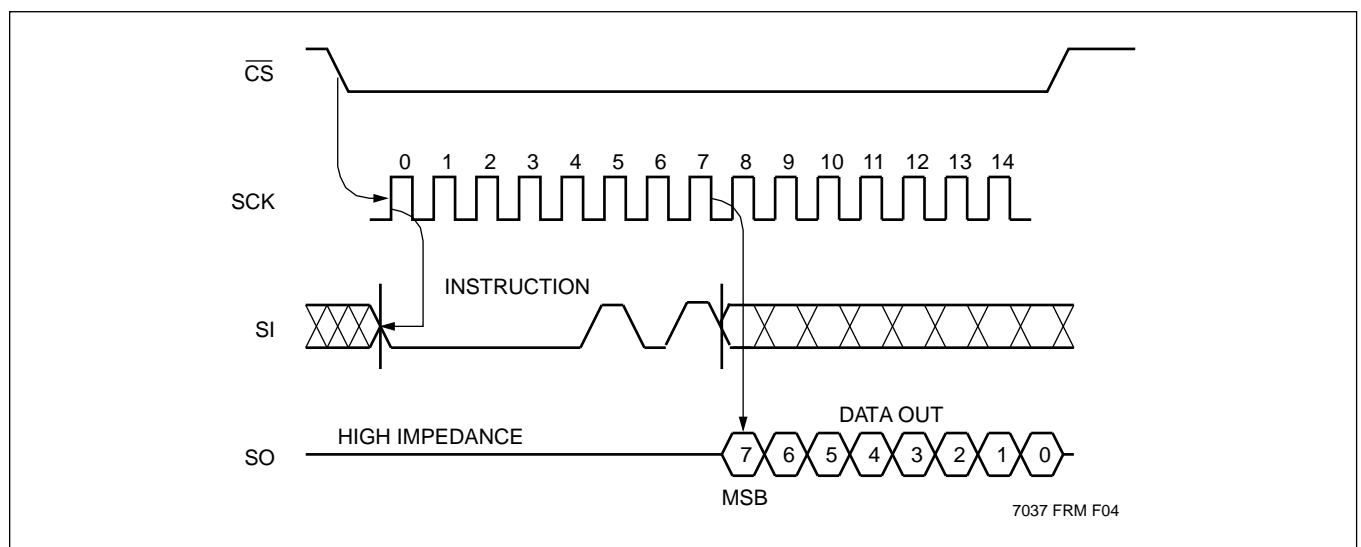 CS
0 1 2 3 4 5 6 7 8 9 10 11 12 13 14
SCK
INSTRUCTION
SI
DATA OUT
HIGH IMPEDANCE
SO
7 6 5 4 3 2 1 0
MSB
7037 FRM F04